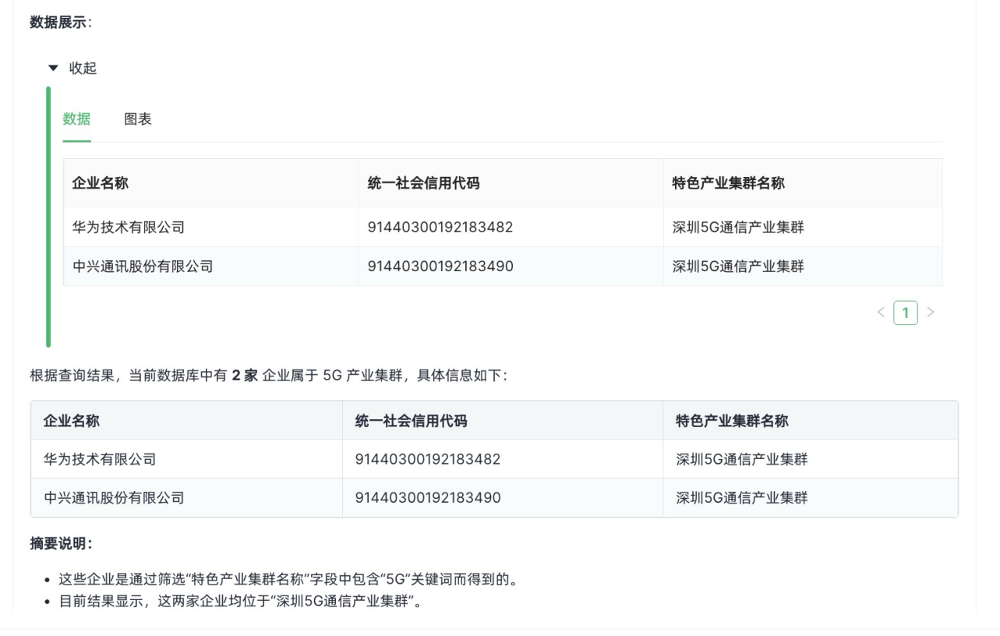 数据展示：
收起
数据 图表
企业名称 统一社会信用代码 特色产业集群名称
华为技术有限公司 91440300192183482 深圳5G通信产业集群
中兴通讯股份有限公司 91440300192183490 深圳5G通信产业集群
< 1 >
根据查询结果，当前数据库中有 2 家 企业属于 5G 产业集群，具体信息如下：
企业名称 统一社会信用代码 特色产业集群名称
华为技术有限公司 91440300192183482 深圳5G通信产业集群
中兴通讯股份有限公司 91440300192183490 深圳5G通信产业集群
摘要说明：
• 这些企业是通过筛选“特色产业集群名称”字段中包含“5G”关键词而得到的。
• 目前结果显示，这两家企业均位于“深圳5G通信产业集群”。